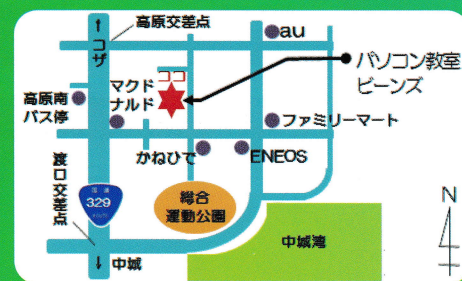 高原交差点
↑
コザ
au
ココ
パソコン教室
ビーンズ
マクド
ナルド
高原南
バス停
ファミリーマート
かねひで
ENEOS
渡口交差点
国道
329
総合
運動公園
N
中城湾
↓
中城